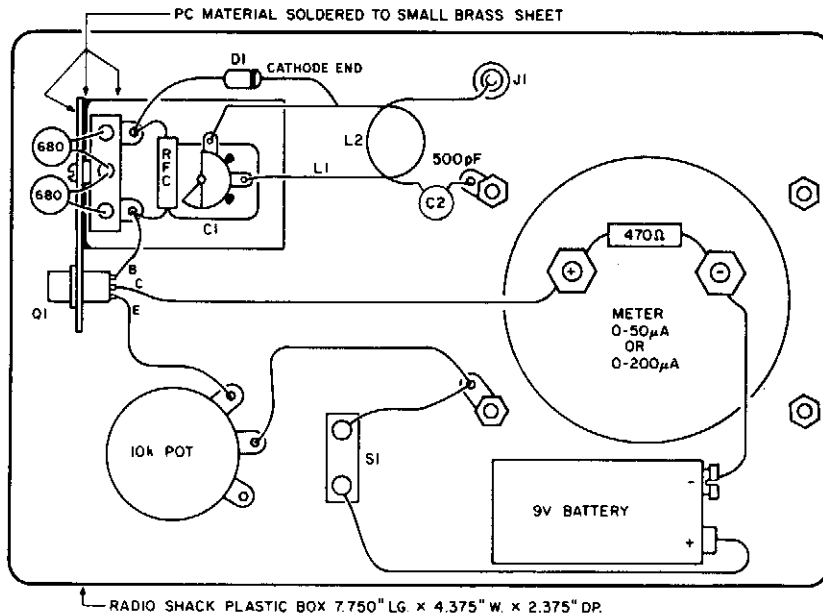 PC MATERIAL SOLDERED TO SMALL BRASS SHEET
D1
CATHODE END
J1
680
680
RFC
L2
L1
500pF
C2
C1
470Ω
+
-
B
C
E
Q1
METER
0-50μA
OR
0-200μA
10k POT
S1
-
9V BATTERY
+
RADIO SHACK PLASTIC BOX 7.750" LG. × 4.375" W. × 2.375" DP.